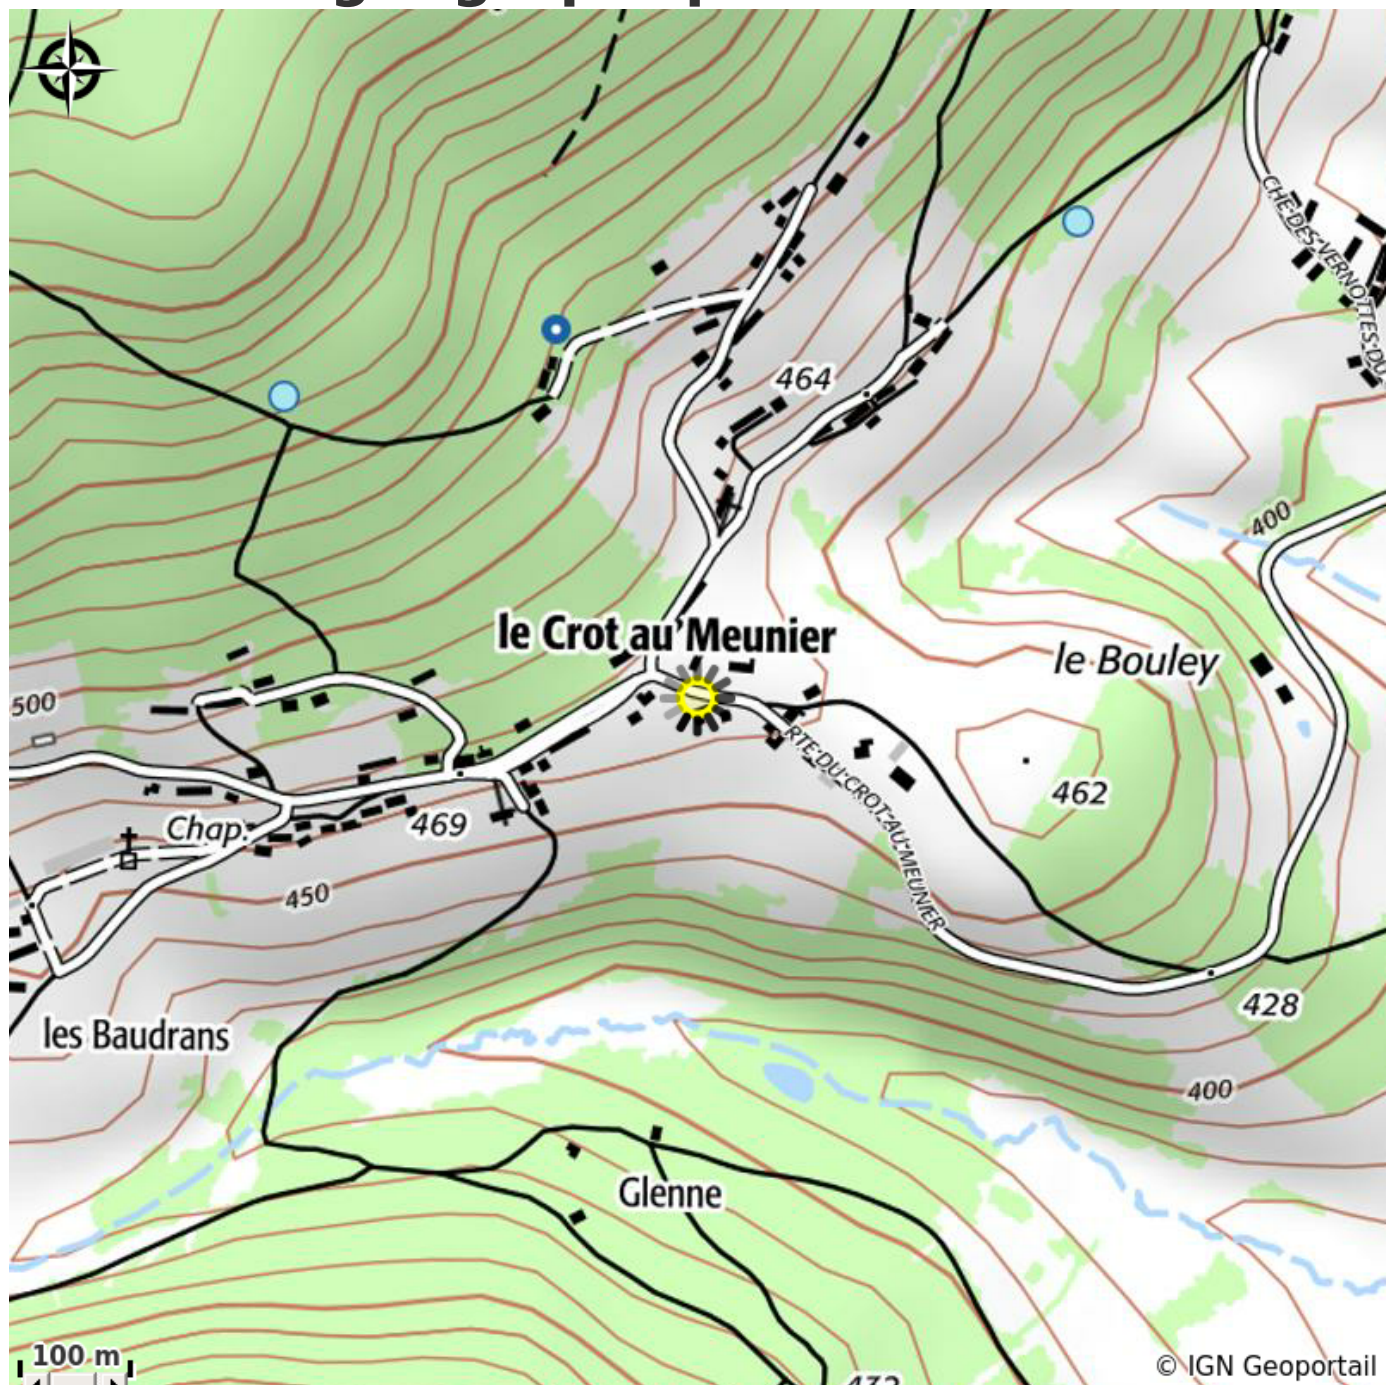 CHE DES VERNOTTES DU
464
400
le Crot au Meunier
le Bouley
500
RTE DU CROT AU MEUNIER
462
Chap.
469
450
428
les Baudrans
400
Glenne
100 m
© IGN Geoportail